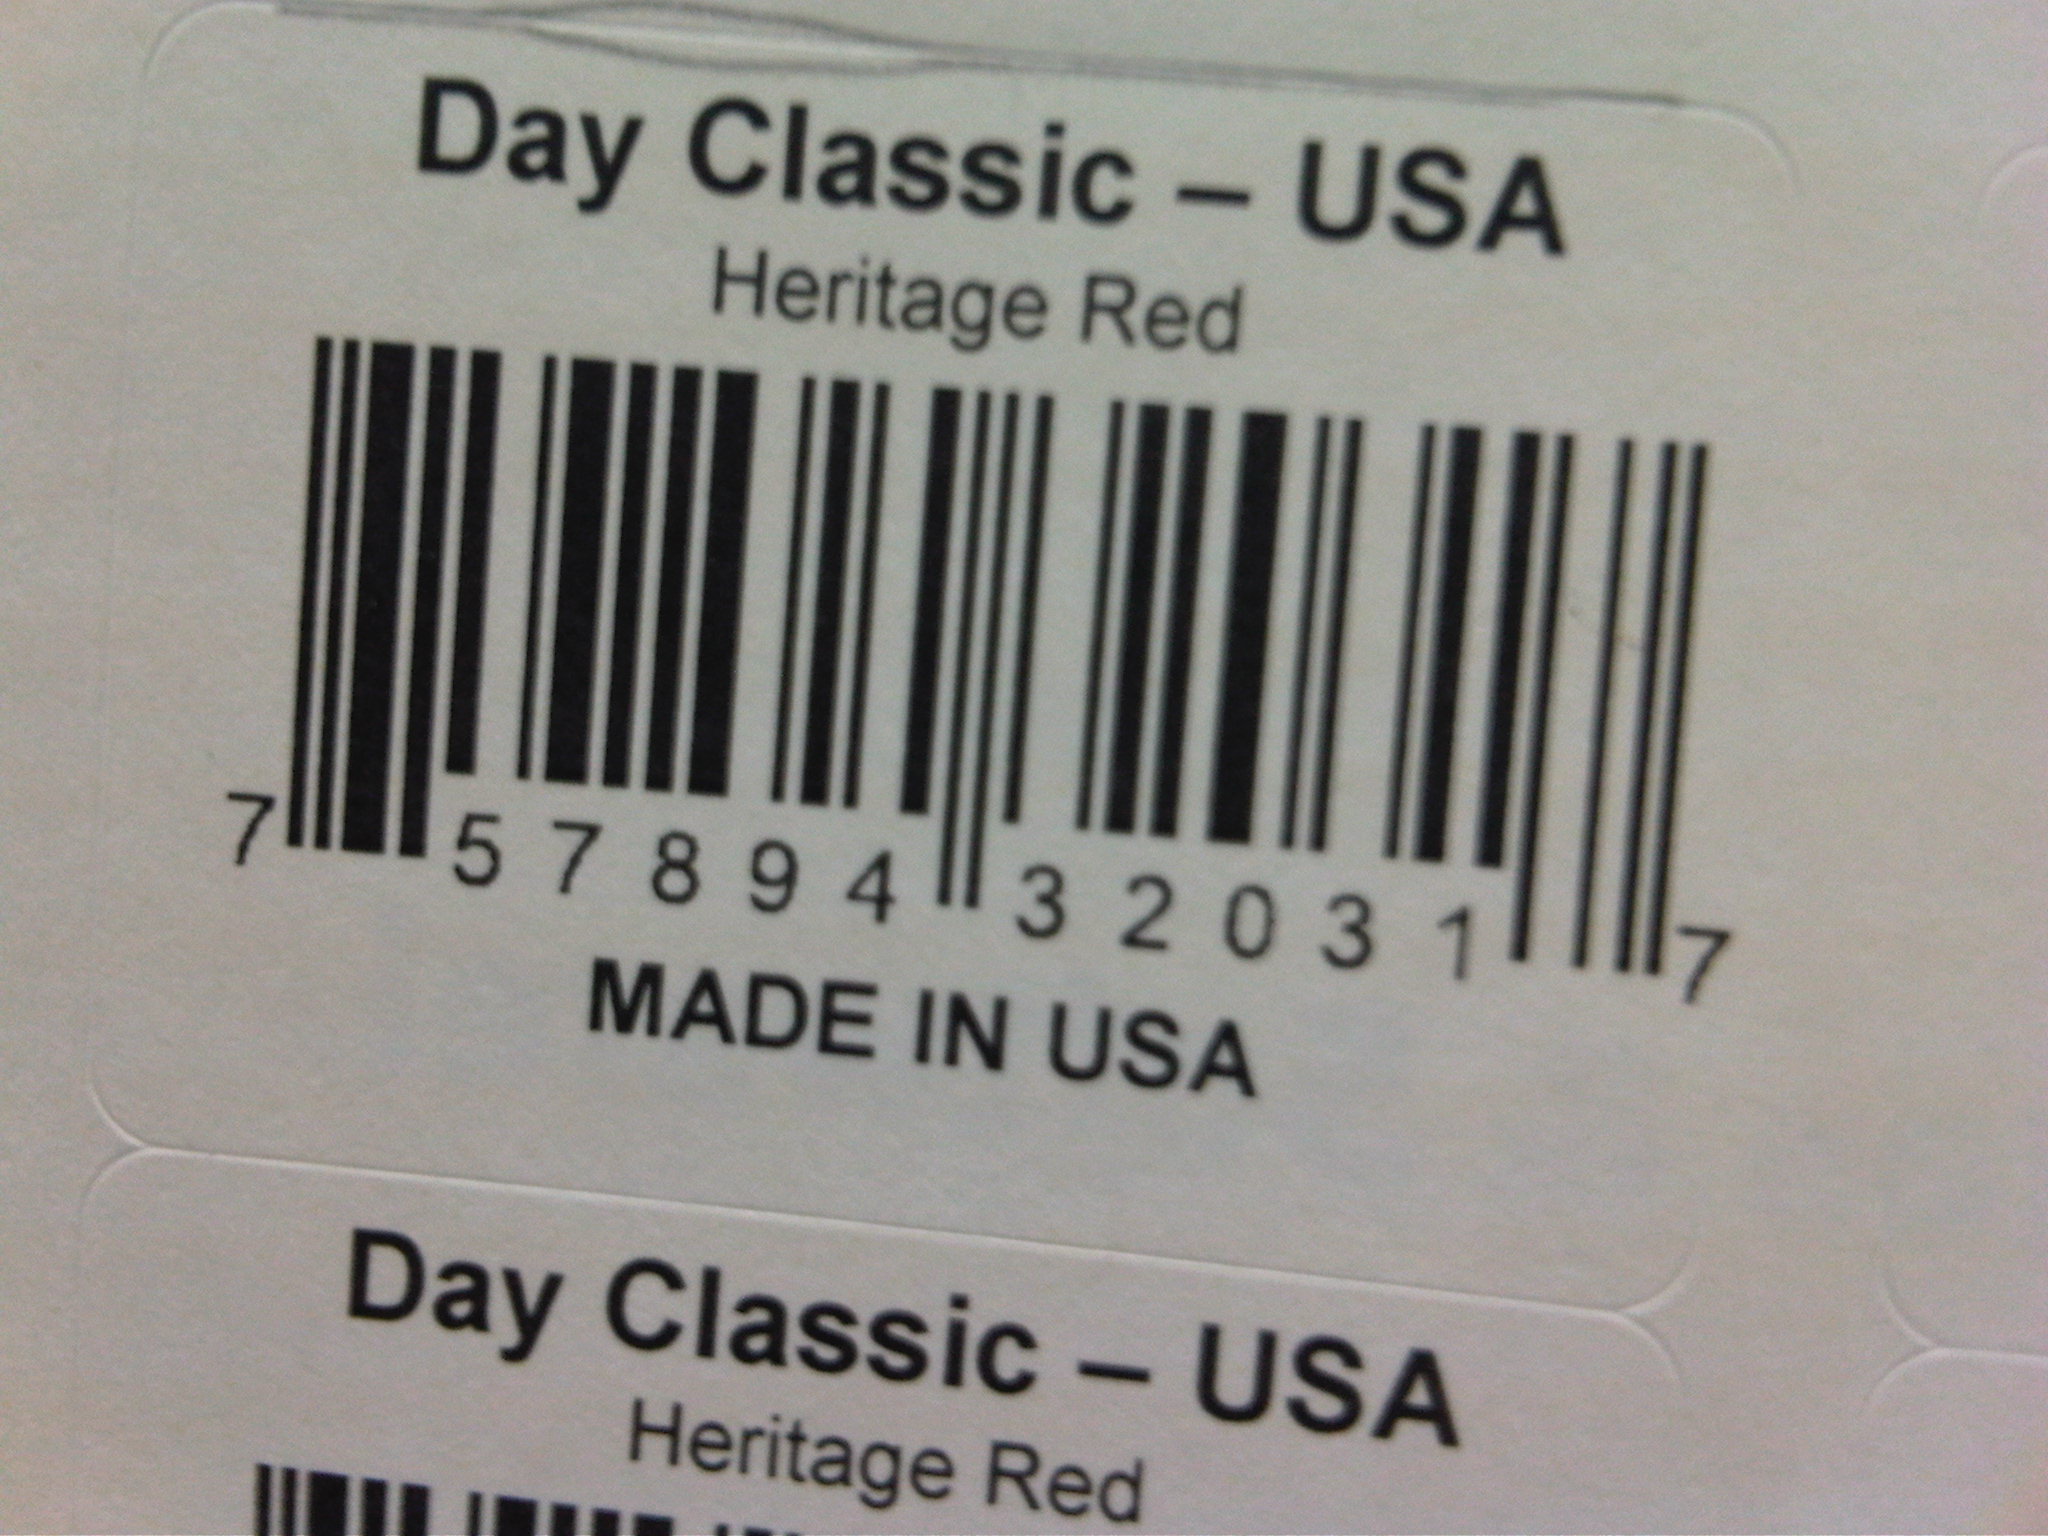 Day Classic – USA
Heritage Red
7 57894 32031 7
MADE IN USA
Day Classic – USA
Heritage Red